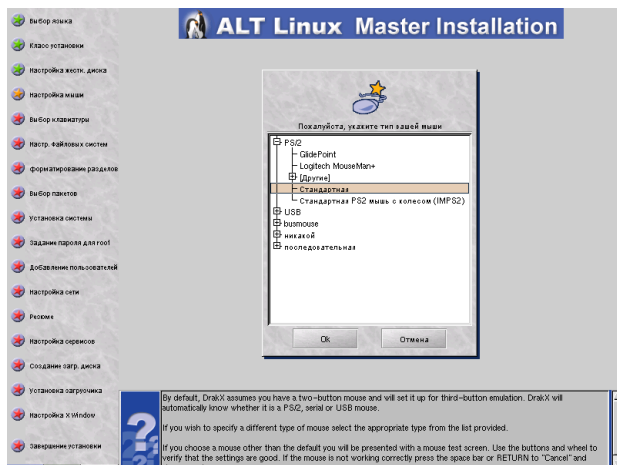 ALT Linux Master Installation
Выбор языка
Класс установки
Настройка жестк. диска
Настройка мыши
Выбор клавиатуры
Настр. файловых систем
форматирование разделов
Выбор пакетов
Установка системы
Задание пароля для root
Добавление пользователей
Настройка сети
Резюме
Настройка сервисов
Создание загр. диска
Установка загрузчика
Настройка X Window
Завершение установки
Пожалуйста, укажите тип вашей мыши
PS/2
GlidePoint
Logitech MouseMan+
[Другие]
Стандартная
Стандартная PS2 мышь с колесом (IMPS2)
USB
busmouse
никакой
последовательная
Ok
Отмена
By default, DrakX assumes you have a two-button mouse and will set it up for third-button emulation. DrakX will
automatically know whether it is a PS/2, serial or USB mouse.
If you wish to specify a different type of mouse select the appropriate type from the list provided.
If you choose a mouse other than the default you will be presented with a mouse test screen. Use the buttons and wheel to
verify that the settings are good. If the mouse is not working correctly press the space bar or RETURN to "Cancel" and